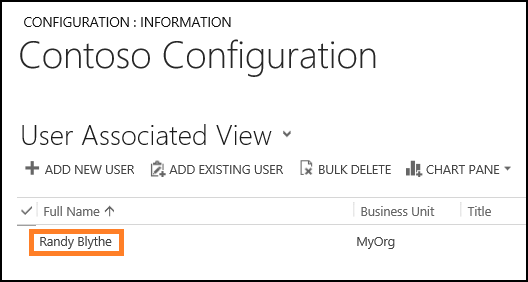 CONFIGURATION : INFORMATION
Contoso Configuration
User Associated View
ADD NEW USER ADD EXISTING USER BULK DELETE CHART PANE
Full Name ↑ Business Unit Title
Randy Blythe MyOrg